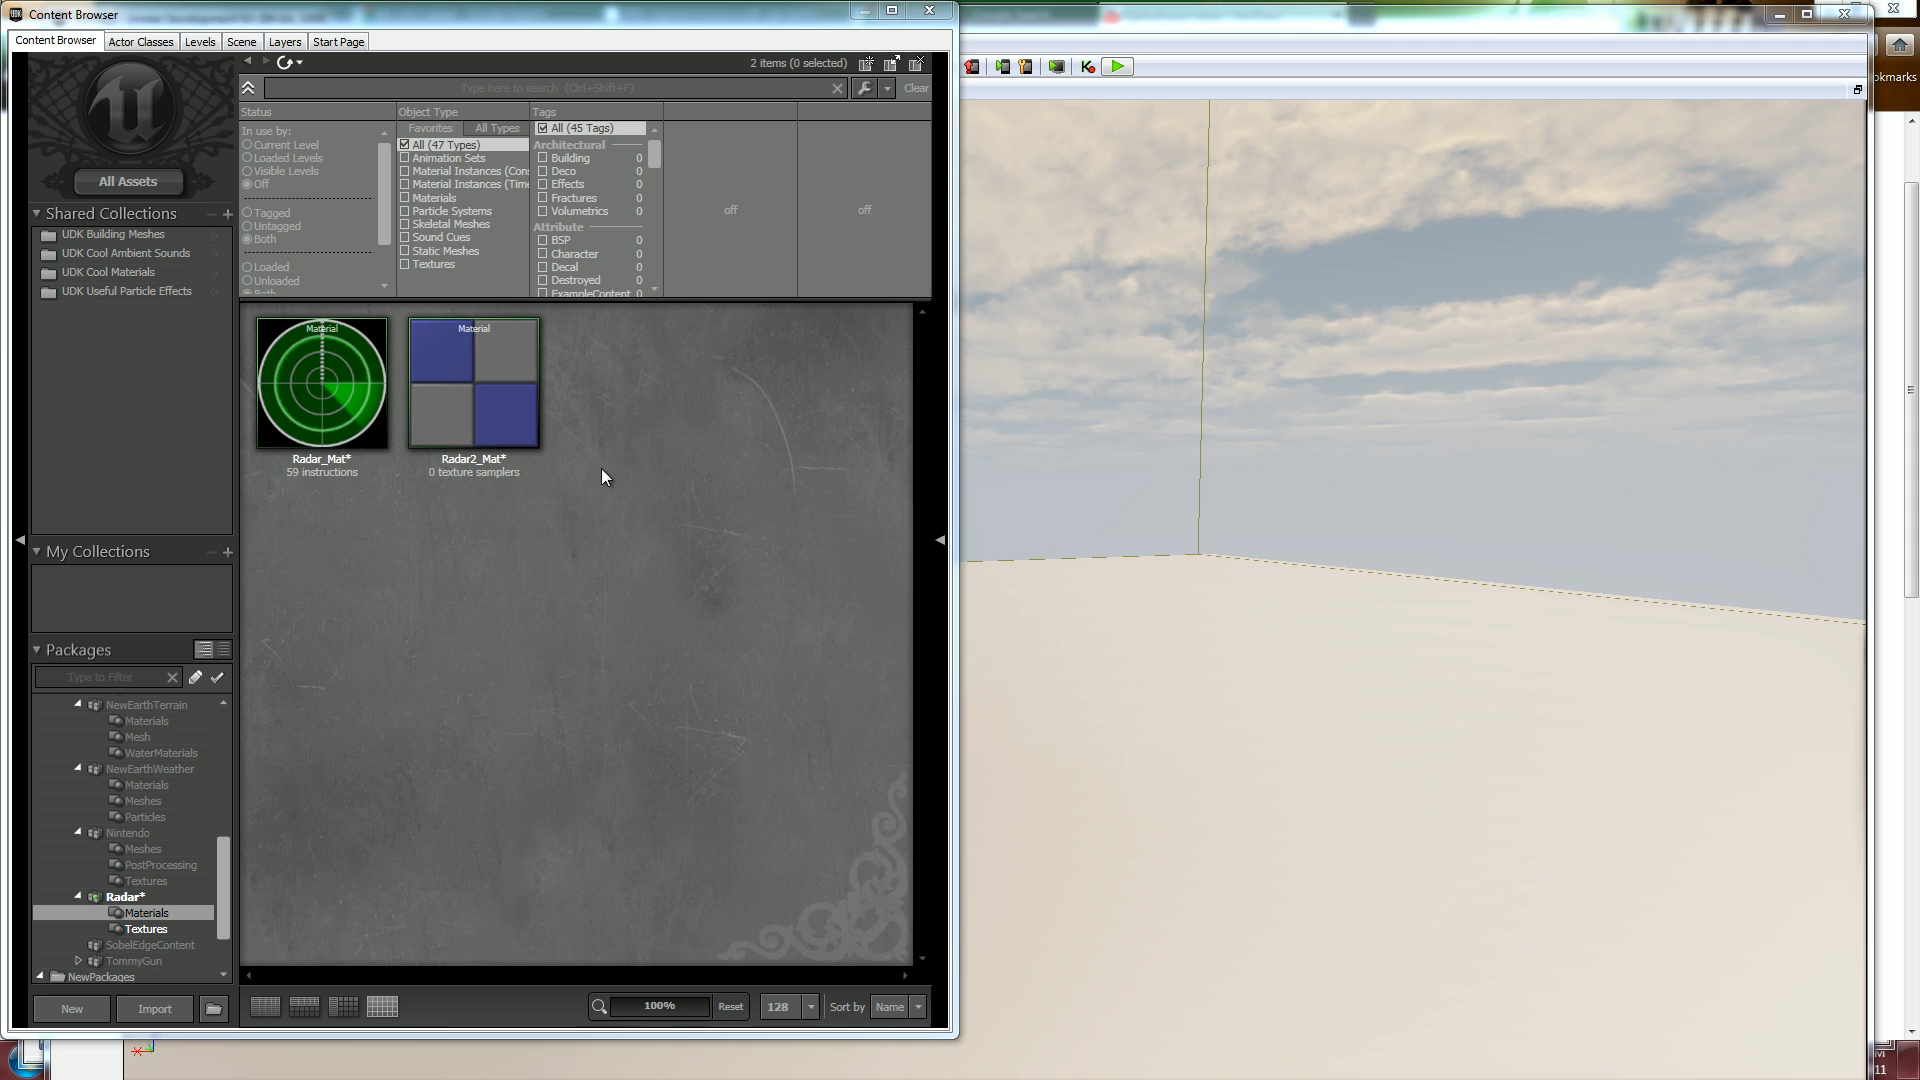 Content Browser
Content Browser
Actor Classes
Levels
Scene
Layers
Start Page
2 items (0 selected)
Type here to search (Ctrl+Shift+F)
Clear
Status
In use by:
Current Level
Loaded Levels
Visible Levels
Off
Tagged
Untagged
Both
Loaded
Unloaded
Both
Object Type
Favorites
All Types
All (47 Types)
Animation Sets
Material Instances (Con
Material Instances (Time
Materials
Particle Systems
Skeletal Meshes
Sound Cues
Static Meshes
Textures
Tags
All (45 Tags)
Architectural
Building 0
Deco 0
Effects 0
Fractures 0
Volumetrics 0
Attribute
BSP 0
Character 0
Decal 0
Destroyed 0
ExampleContent 0
off
off
All Assets
Shared Collections
UDK Building Meshes
UDK Cool Ambient Sounds
UDK Cool Materials
UDK Useful Particle Effects
My Collections
Packages
Type to Filter
NewEarthTerrain
Materials
Mesh
WaterMaterials
NewEarthWeather
Materials
Meshes
Particles
Nintendo
Meshes
PostProcessing
Textures
Radar*
Materials
Textures
SobelEdgeContent
TommyGun
NewPackages
New
Import
Material
Radar_Mat*
59 instructions
Material
Radar2_Mat*
0 texture samplers
100%
Reset
128
Sort by
Name
okmarks
11